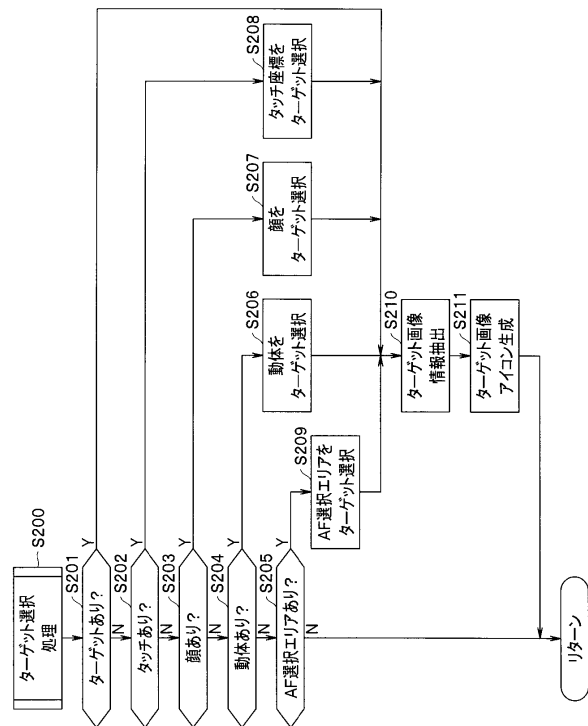 S200
ターゲット選択
処理
S201
ターゲットあり?
Y
N
S202
タッチあり?
Y
N
S203
顔あり?
Y
N
S204
動体あり?
Y
N
S205
AF選択エリアあり?
Y
N
S209
AF選択エリアを
ターゲット選択
S206
動体を
ターゲット選択
S207
顔を
ターゲット選択
S208
タッチ座標を
ターゲット選択
S210
ターゲット画像
情報抽出
S211
ターゲット画像
アイコン生成
リターン